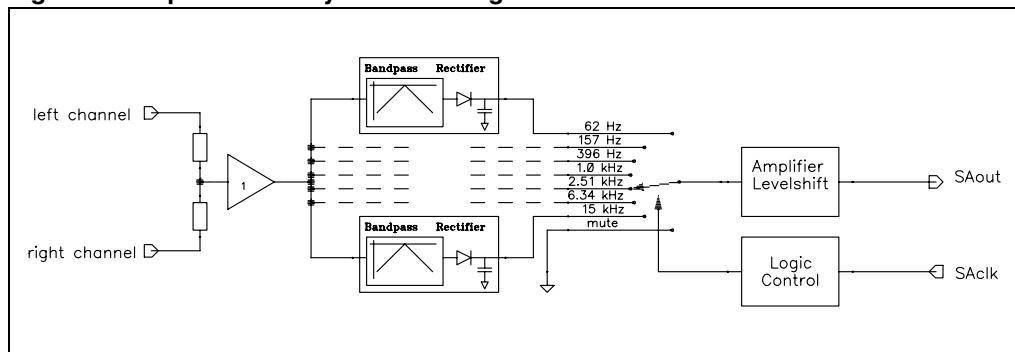 Bandpass Rectifier
left channel
62 Hz
157 Hz
396 Hz
1.0 kHz
2.51 kHz
6.34 kHz
15 kHz
mute
1
Amplifier
Levelshift
SAout
right channel
Bandpass Rectifier
Logic
Control
SAclk